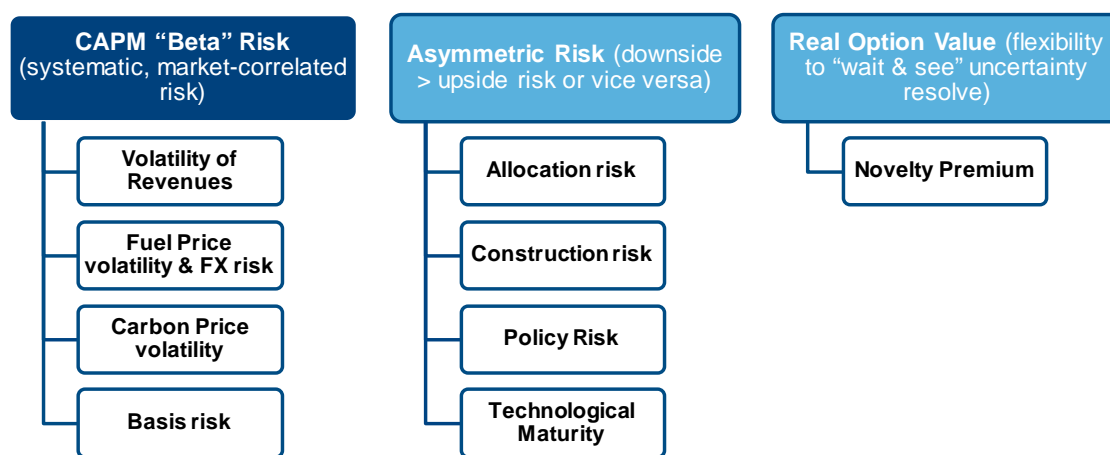 CAPM “Beta” Risk
(systematic, market-correlated
risk)
Volatility of
Revenues
Fuel Price
volatility & FX risk
Carbon Price
volatility
Basis risk
Asymmetric Risk (downside
> upside risk or vice versa)
Allocation risk
Construction risk
Policy Risk
Technological
Maturity
Real Option Value (flexibility
to “wait & see” uncertainty
resolve)
Novelty Premium